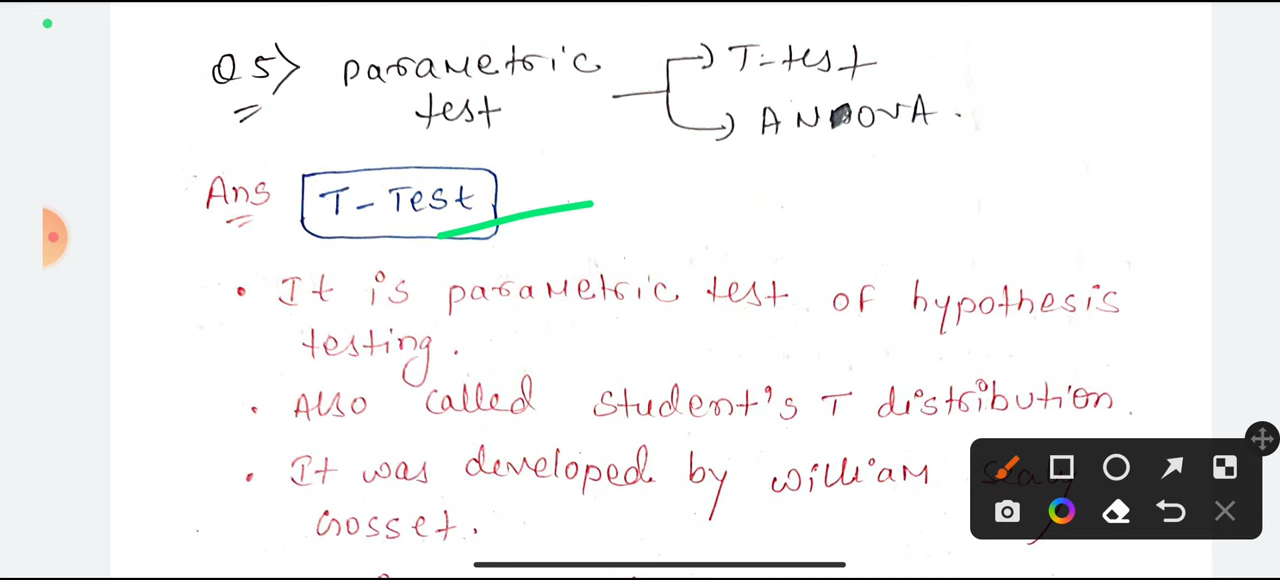 Q5> parametric → T-test
test → ANOVA.
Ans T-Test
• It is parametric test of hypothesis
testing.
• Also called Student's T distribution.
• It was developed by william
Gosset.